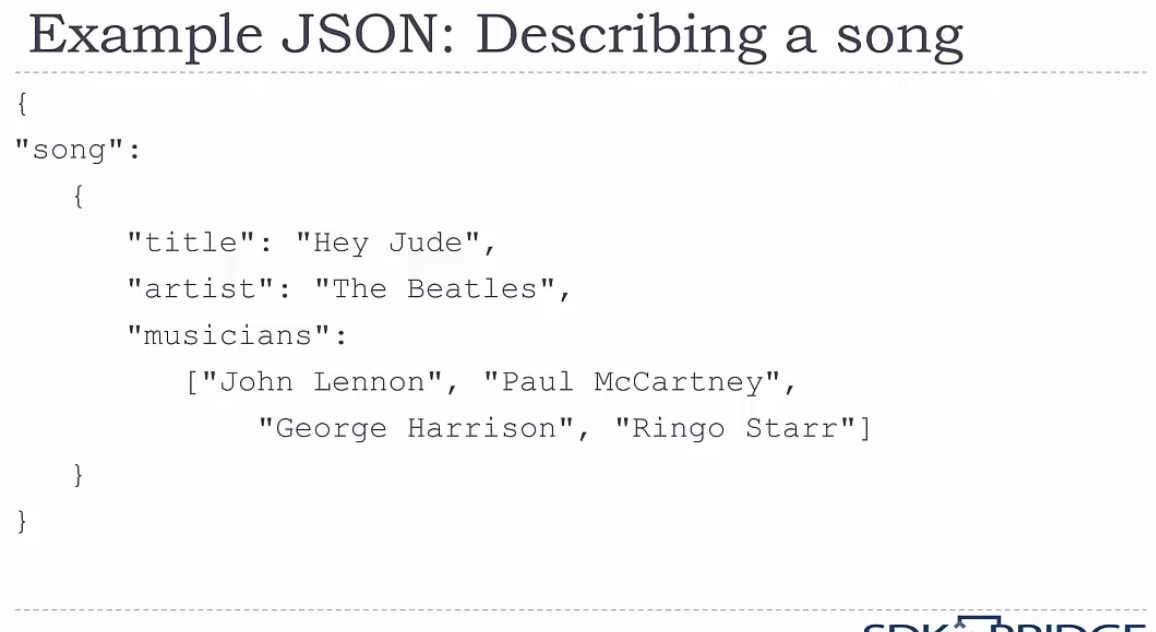 Example JSON: Describing a song
{
"song":
{
"title": "Hey Jude",
"artist": "The Beatles",
"musicians":
["John Lennon", "Paul McCartney",
"George Harrison", "Ringo Starr"]
}
}
SDK BRIDGE